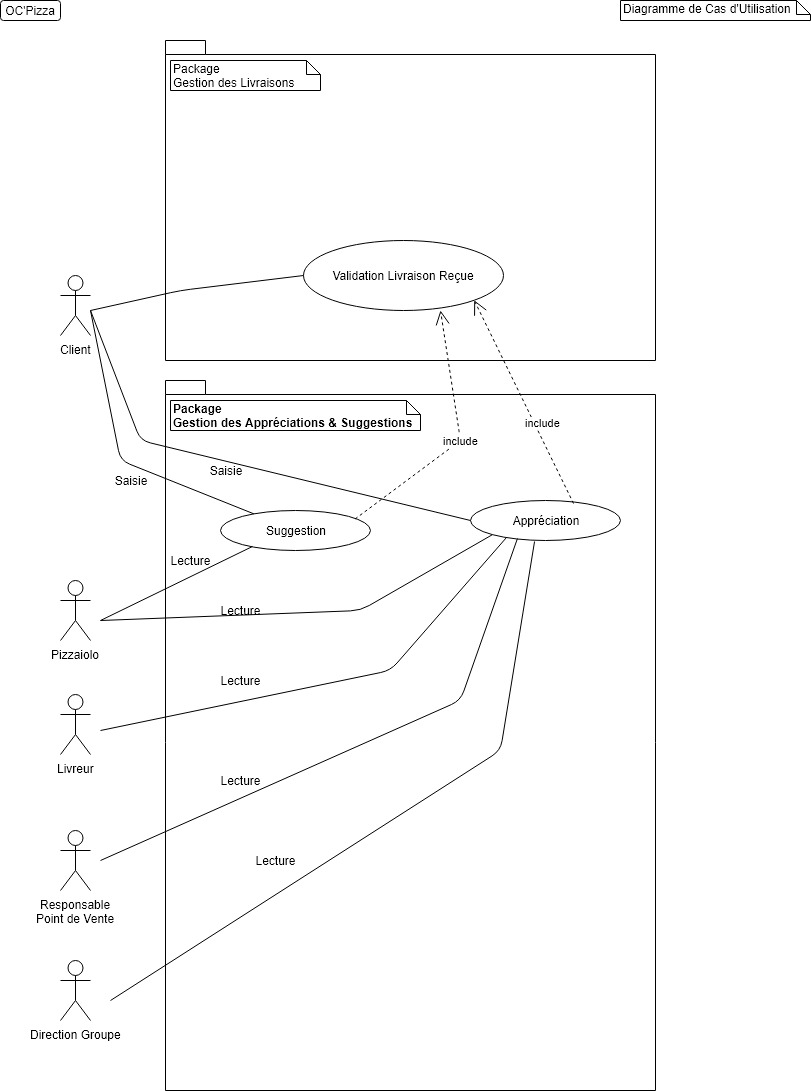 OC'Pizza
Diagramme de Cas d'Utilisation
Package
Gestion des Livraisons
Validation Livraison Reçue
Client
Package
Gestion des Appréciations & Suggestions
include
include
Saisie
Saisie
Suggestion
Appréciation
Lecture
Lecture
Pizzaiolo
Lecture
Livreur
Lecture
Lecture
Responsable
Point de Vente
Direction Groupe